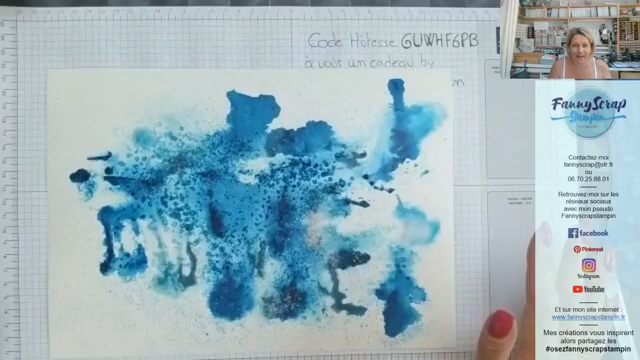 Code Hôtesse GUWHF6PB
à vous un cadeau by
FannyScrap
Stampin
Contactez-moi
fannyscrap@sfr.fr
ou
06.70.25.88.01
--------
Retrouvez-moi sur les
réseaux sociaux
avec mon pseudo
Fannyscrapstampin
--------
facebook
Pinterest
Instagram
YouTube
--------
Et sur mon site internet :
www.fannyscrapstampin.fr
--------
Mes créations vous inspirent
alors partagez les
#osezfannyscrapstampin